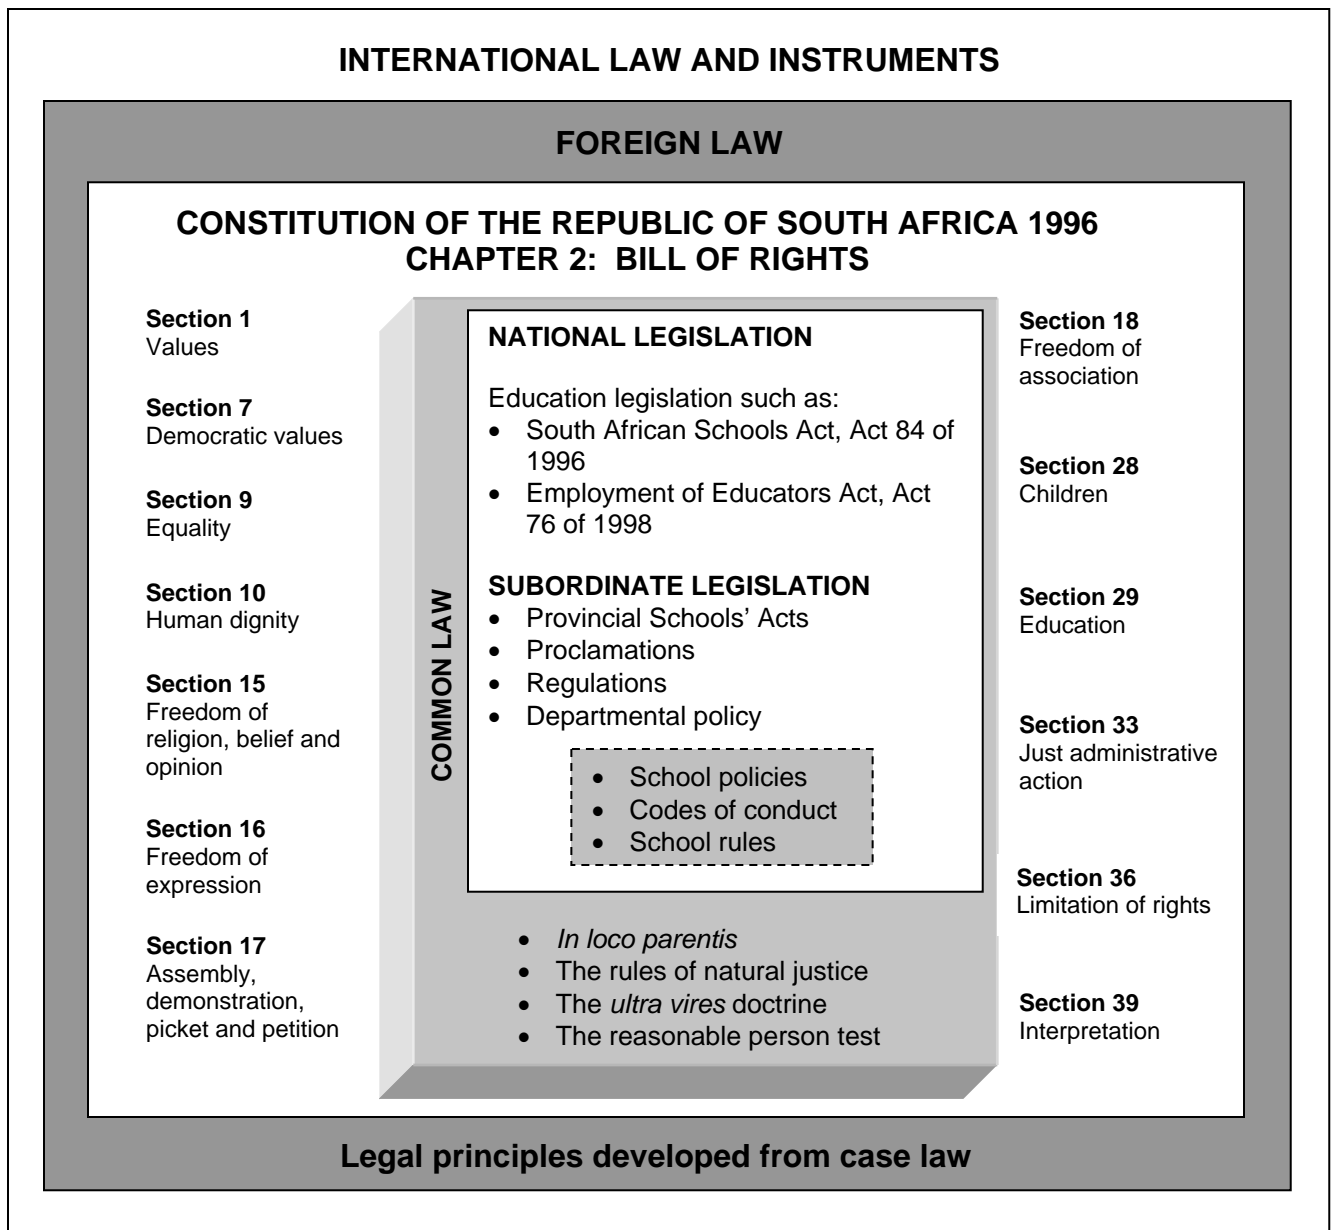 INTERNATIONAL LAW AND INSTRUMENTS
FOREIGN LAW
CONSTITUTION OF THE REPUBLIC OF SOUTH AFRICA 1996
CHAPTER 2: BILL OF RIGHTS
Section 1
Values
Section 7
Democratic values
Section 9
Equality
Section 10
Human dignity
Section 15
Freedom of
religion, belief and
opinion
Section 16
Freedom of
expression
Section 17
Assembly,
demonstration,
picket and petition
COMMON LAW
NATIONAL LEGISLATION
Education legislation such as:
• South African Schools Act, Act 84 of
1996
• Employment of Educators Act, Act
76 of 1998
SUBORDINATE LEGISLATION
• Provincial Schools’ Acts
• Proclamations
• Regulations
• Departmental policy
• School policies
• Codes of conduct
• School rules
• In loco parentis
• The rules of natural justice
• The ultra vires doctrine
• The reasonable person test
Section 18
Freedom of
association
Section 28
Children
Section 29
Education
Section 33
Just administrative
action
Section 36
Limitation of rights
Section 39
Interpretation
Legal principles developed from case law